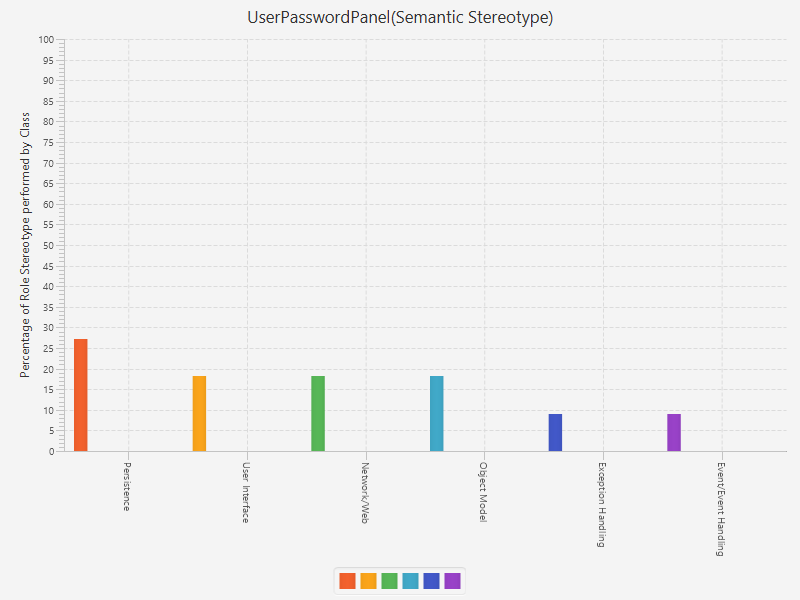 UserPasswordPanel(Semantic Stereotype)
Percentage of Role Stereotype performed by Class
100
95
90
85
80
75
70
65
60
55
50
45
40
35
30
25
20
15
10
5
0
Persistence
User Interface
Network/Web
Object Model
Exception Handling
Event/Event Handling